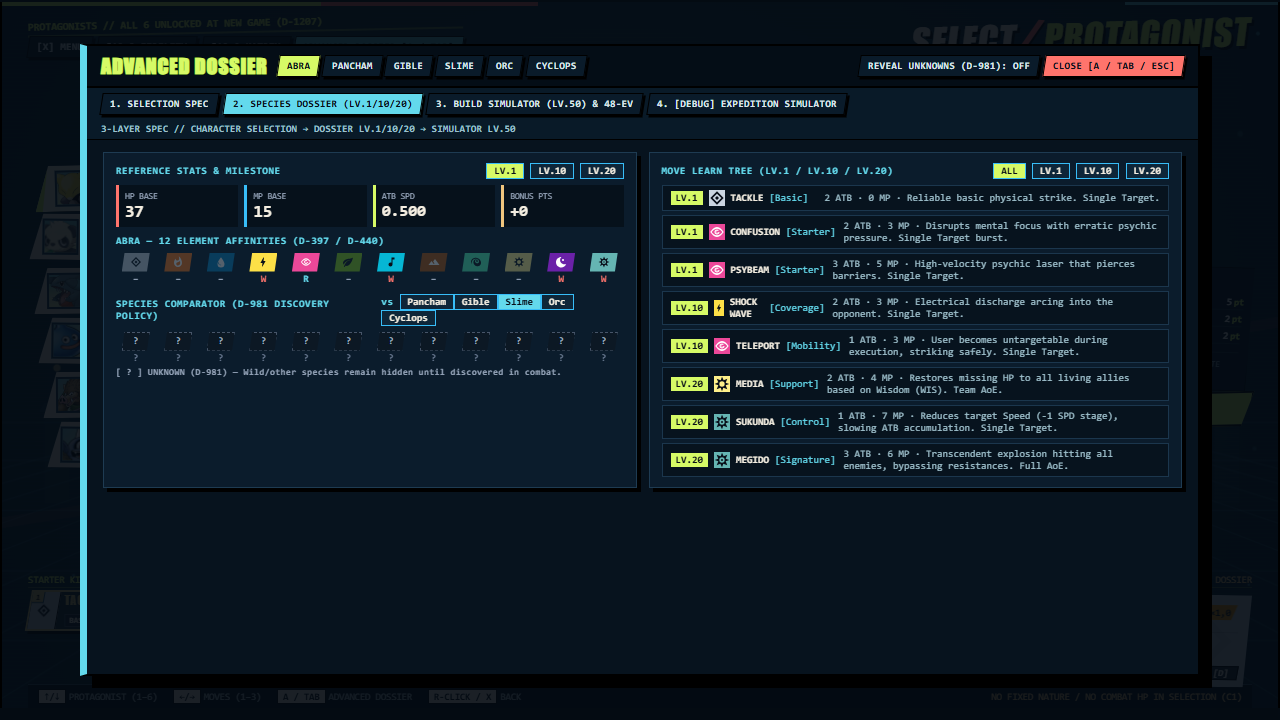 PROTAGONISTS // ALL 6 UNLOCKED AT NEW GAME (D-1207)
SELECT / PROTAGONIST
ADVANCED DOSSIER
ABRA
PANCHAM
GIBLE
SLIME
ORC
CYCLOPS
REVEAL UNKNOWNS (D-981): OFF
CLOSE [A / TAB / ESC]
1. SELECTION SPEC
2. SPECIES DOSSIER (LV.1/10/20)
3. BUILD SIMULATOR (LV.50) & 48-EV
4. [DEBUG] EXPEDITION SIMULATOR
3-LAYER SPEC // CHARACTER SELECTION → DOSSIER LV.1/10/20 → SIMULATOR LV.50
REFERENCE STATS & MILESTONE
LV.1
LV.10
LV.20
HP BASE
37
MP BASE
15
ATB SPD
0.500
BONUS PTS
+0
ABRA — 12 ELEMENT AFFINITIES (D-397 / D-440)
– – – W R – W – – – W W
SPECIES COMPARATOR (D-981 DISCOVERY
POLICY)
vs Pancham Gible Slime Orc
Cyclops
? ? ? ? ? ? ? ? ? ? ? ?
? ? ? ? ? ? ? ? ? ? ? ?
[ ? ] UNKNOWN (D-981) — Wild/other species remain hidden until discovered in combat.
MOVE LEARN TREE (LV.1 / LV.10 / LV.20)
ALL
LV.1
LV.10
LV.20
LV.1 TACKLE [Basic] 2 ATB · 0 MP · Reliable basic physical strike. Single Target.
LV.1 CONFUSION [Starter] 2 ATB · 3 MP · Disrupts mental focus with erratic psychic
pressure. Single Target burst.
LV.1 PSYBEAM [Starter] 3 ATB · 5 MP · High-velocity psychic laser that pierces
barriers. Single Target.
LV.10 SHOCK WAVE [Coverage] 2 ATB · 3 MP · Electrical discharge arcing into the
opponent. Single Target.
LV.10 TELEPORT [Mobility] 1 ATB · 3 MP · User becomes untargetable during
execution, striking safely. Single Target.
LV.20 MEDIA [Support] 2 ATB · 4 MP · Restores missing HP to all living allies
based on Wisdom (WIS). Team AoE.
LV.20 SUKUNDA [Control] 1 ATB · 7 MP · Reduces target Speed (-1 SPD stage),
slowing ATB accumulation. Single Target.
LV.20 MEGIDO [Signature] 3 ATB · 6 MP · Transcendent explosion hitting all
enemies, bypassing resistances. Full AoE.
5 pt
2 pt
2 pt
DOSSIER
PROTAGONIST (1-6)
MOVES (1-3)
A / TAB ADVANCED DOSSIER
R-CLICK / X BACK
NO FIXED NATURE / NO COMBAT HP IN SELECTION (C1)